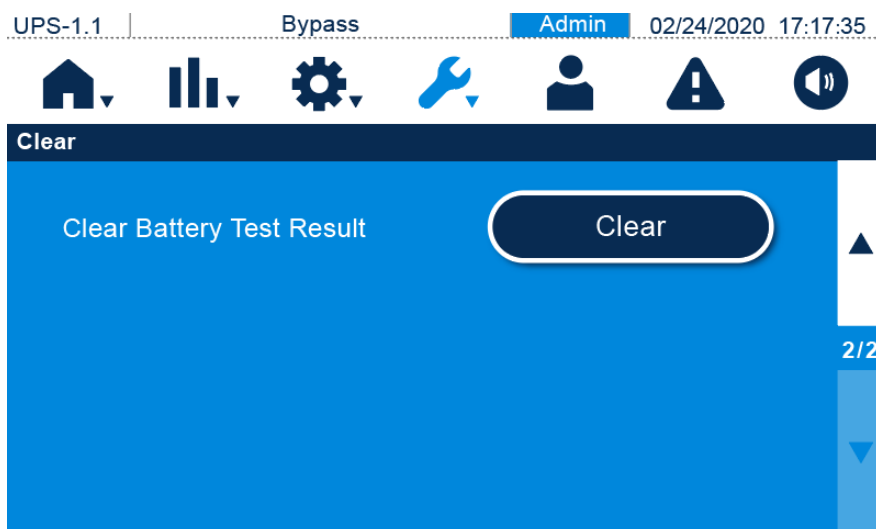 UPS-1.1 Bypass Admin 02/24/2020 17:17:35
Clear
Clear Battery Test Result Clear
2/2